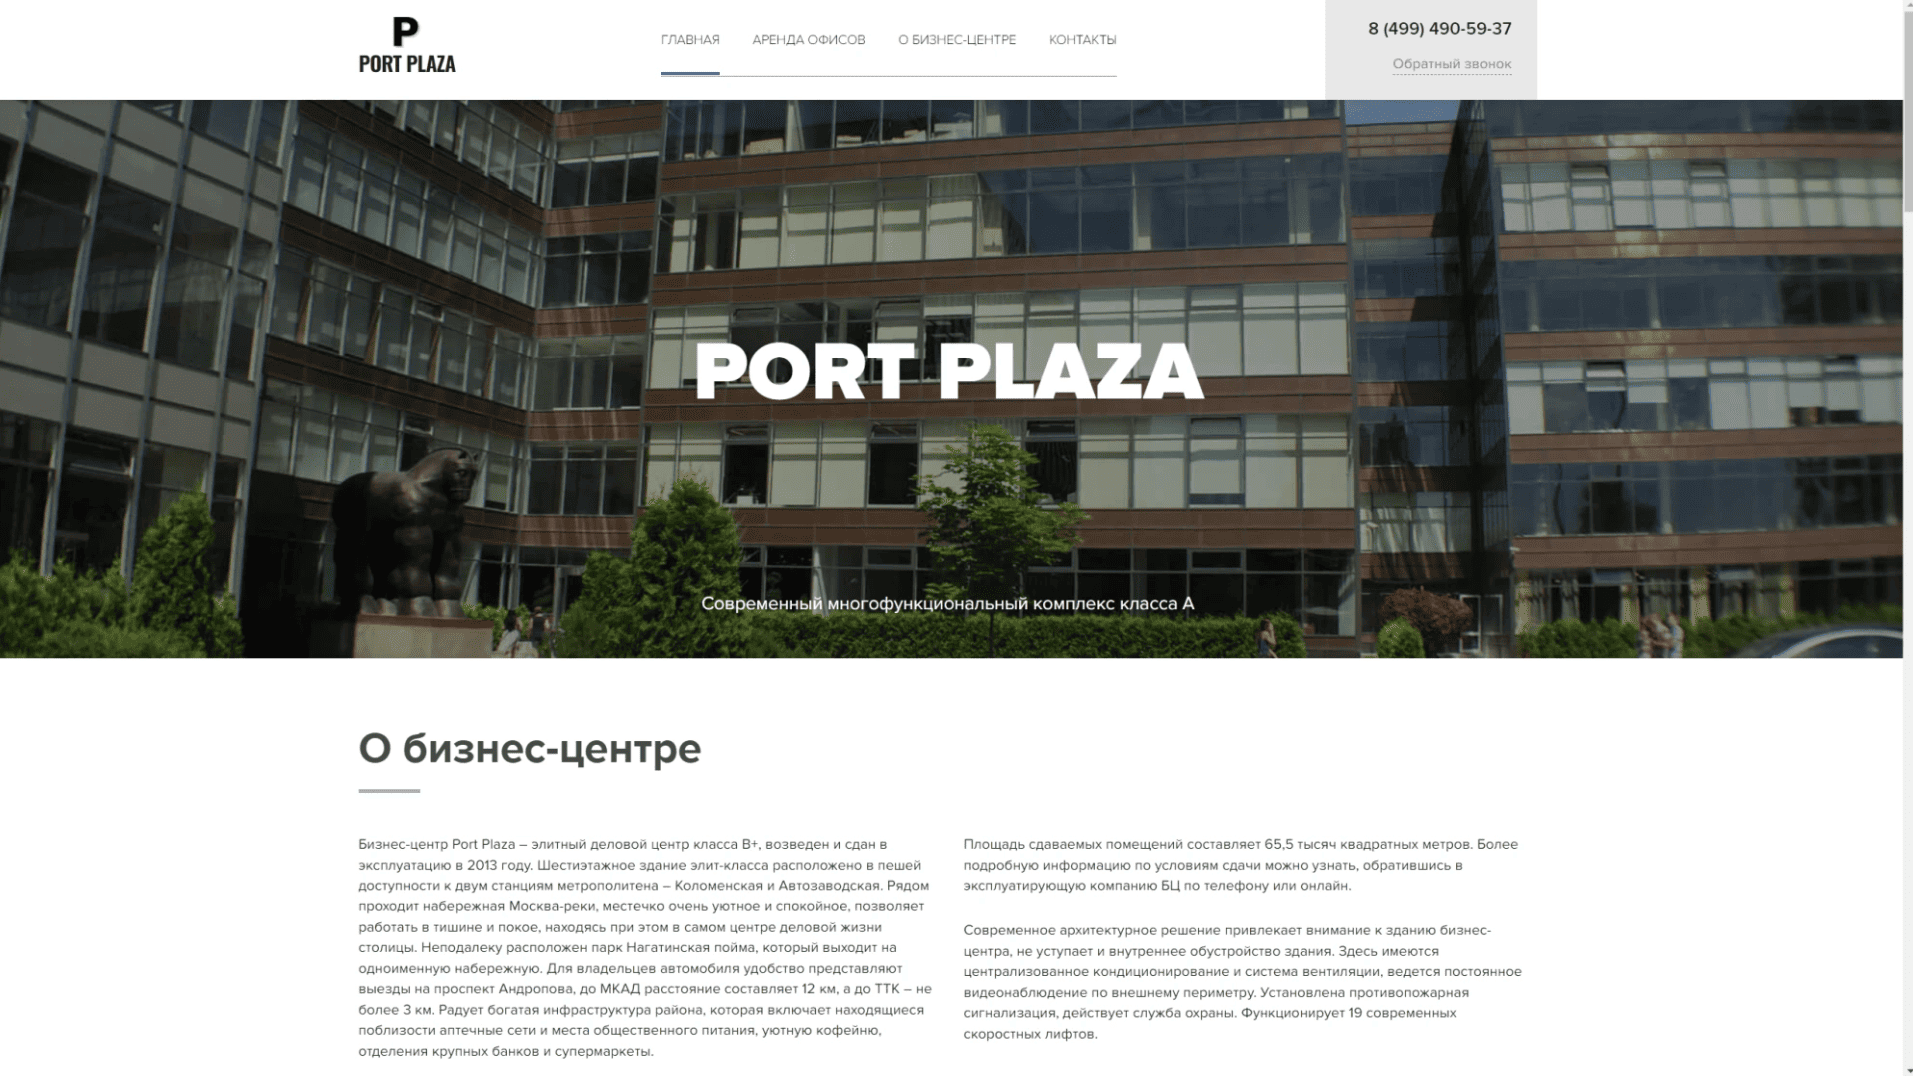 P
PORT PLAZA
ГЛАВНАЯ
АРЕНДА ОФИСОВ
О БИЗНЕС-ЦЕНТРЕ
КОНТАКТЫ
8 (499) 490-59-37
Обратный звонок
PORT PLAZA
Современный многофункциональный комплекс класса А
О бизнес-центре
Бизнес-центр Port Plaza – элитный деловой центр класса В+, возведен и сдан в
эксплуатацию в 2013 году. Шестиэтажное здание элит-класса расположено в пешей
доступности к двум станциям метрополитена – Коломенская и Автозаводская. Рядом
проходит набережная Москва-реки, местечко очень уютное и спокойное, позволяет
работать в тишине и покое, находясь при этом в самом центре деловой жизни
столицы. Неподалеку расположен парк Нагатинская пойма, который выходит на
одноименную набережную. Для владельцев автомобиля удобство представляют
выезды на проспект Андропова, до МКАД расстояние составляет 12 км, а до ТТК – не
более 3 км. Радует богатая инфраструктура района, которая включает находящиеся
поблизости аптечные сети и места общественного питания, уютную кофейню,
отделения крупных банков и супермаркеты.
Площадь сдаваемых помещений составляет 65,5 тысяч квадратных метров. Более
подробную информацию по условиям сдачи можно узнать, обратившись в
эксплуатирующую компанию БЦ по телефону или онлайн.
Современное архитектурное решение привлекает внимание к зданию бизнес-
центра, не уступает и внутреннее обустройство здания. Здесь имеются
централизованное кондиционирование и система вентиляции, ведется постоянное
видеонаблюдение по внешнему периметру. Установлена противопожарная
сигнализация, действует служба охраны. Функционирует 19 современных
скоростных лифтов.